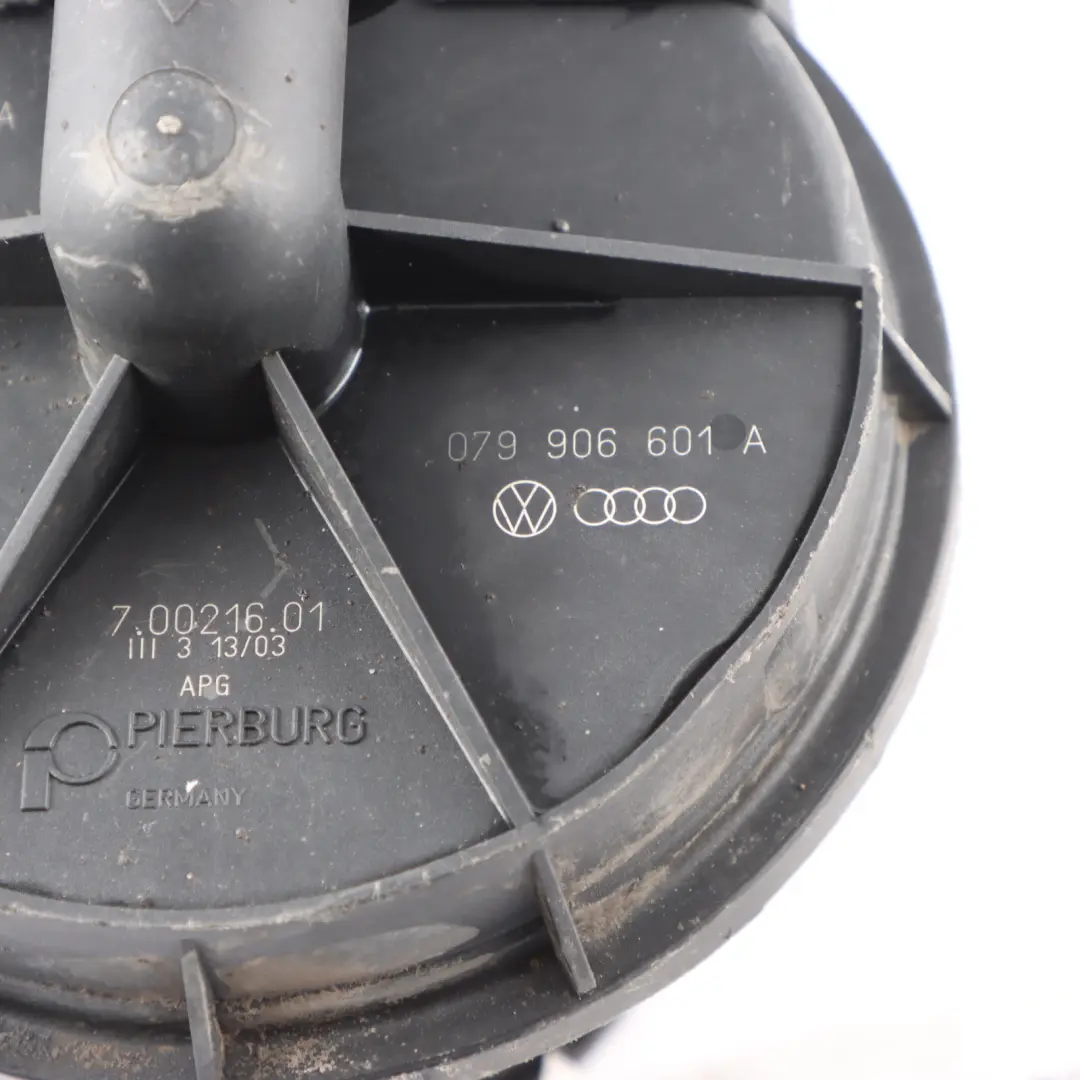 A
079 906 601 A
7.00216.01
III 3 13/03
APG
PIERBURG
GERMANY